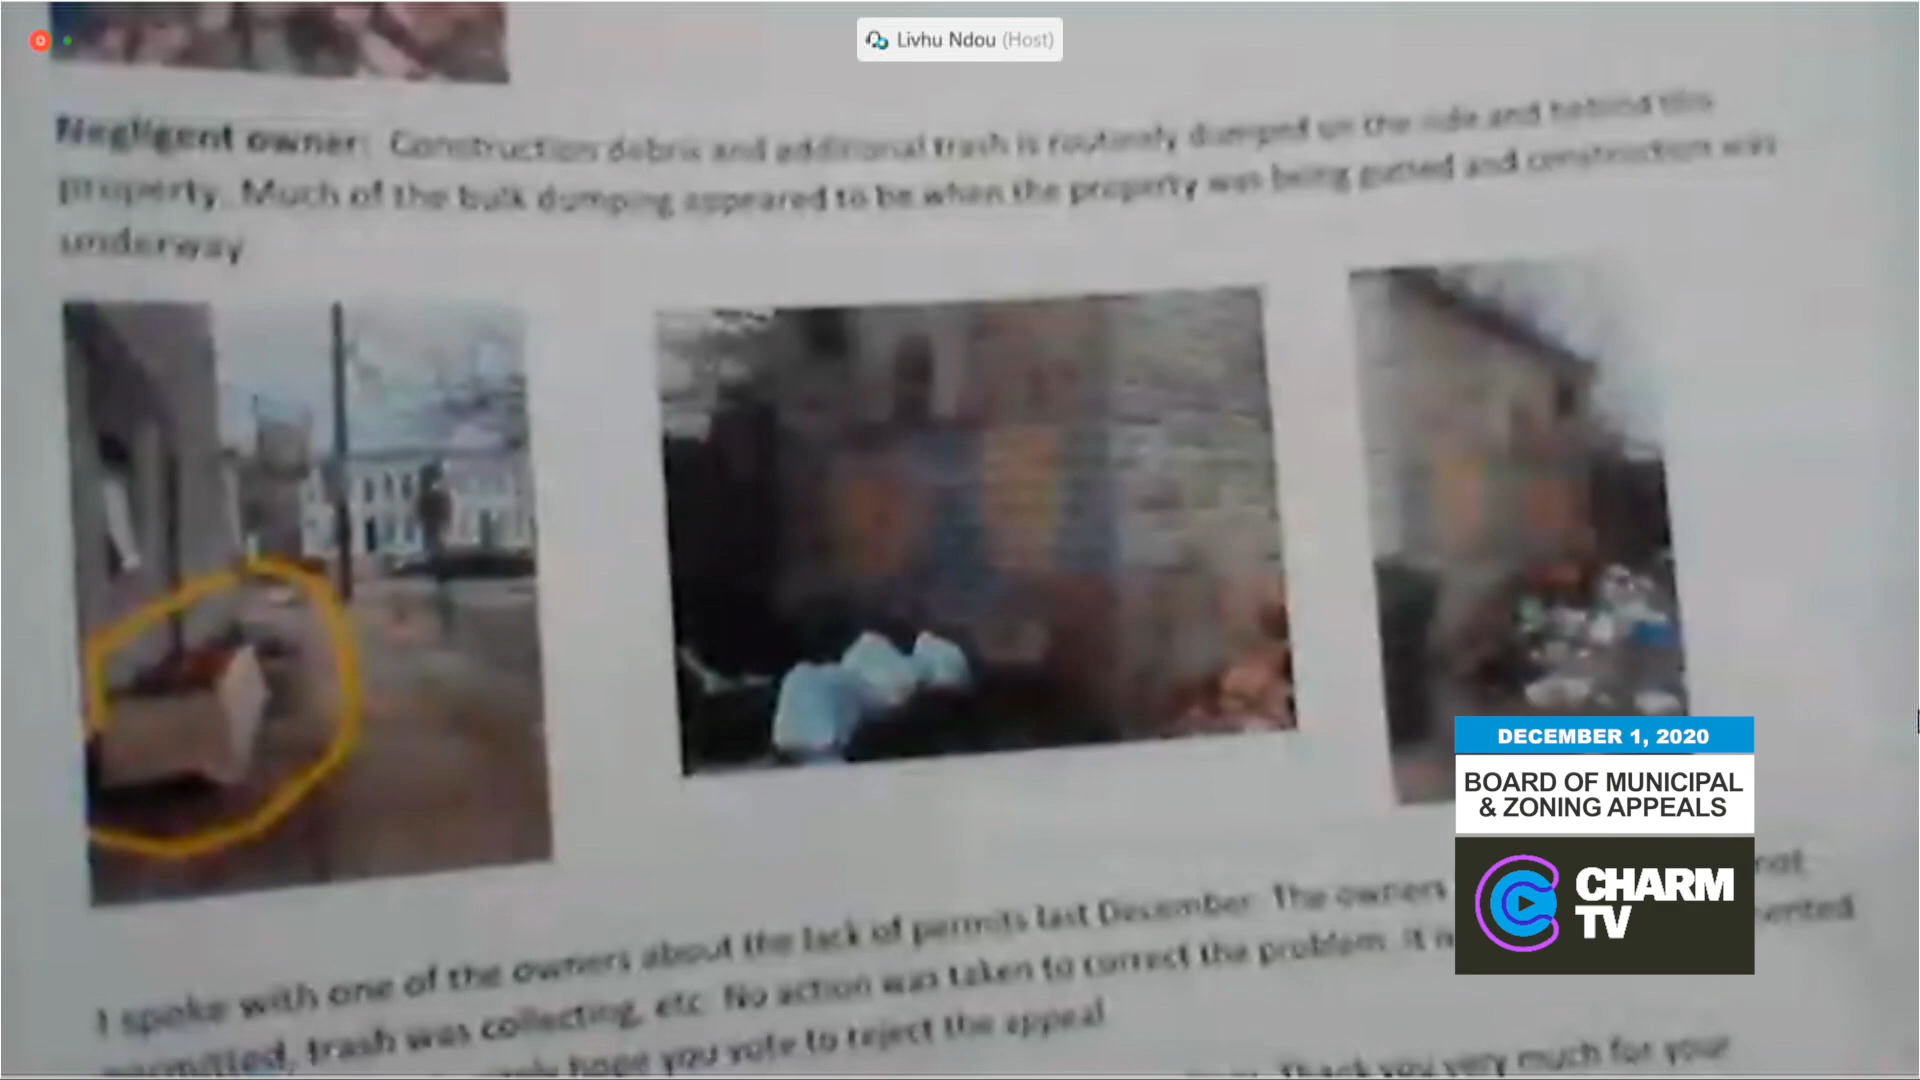 Livhu Ndou (Host)
Negligent owner: Construction debris and additional trash is routinely dumped on the side and behind this
property. Much of the bulk dumping appeared to be when the property was being gutted and construction was
underway
I spoke with one of the owners about the lack of permits last December. The owners not
permitted, trash was collecting, etc. No action was taken to correct the problem. It
hope you vote to reject the appeal
Thank you very much for your
DECEMBER 1, 2020
BOARD OF MUNICIPAL
& ZONING APPEALS
CHARM
TV